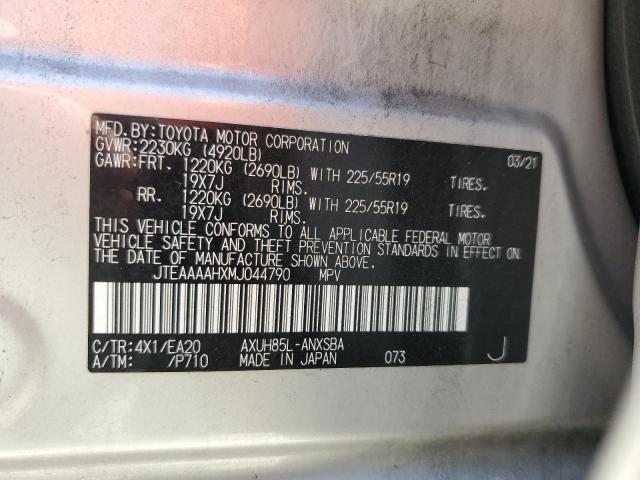 MFD.BY:TOYOTA MOTOR CORPORATION 03/21
GVWR:2230KG (4920LB)
GAWR:FRT. 1220KG (2690LB) WITH 225/55R19 TIRES.
19X7J RIMS.
RR. 1220KG (2690LB) WITH 225/55R19 TIRES.
19X7J RIMS.
THIS VEHICLE CONFORMS TO ALL APPLICABLE FEDERAL MOTOR
VEHICLE SAFETY AND THEFT PREVENTION STANDARDS IN EFFECT ON
THE DATE OF MANUFACTURE SHOWN ABOVE.
JTEAAAAHXMJ044790 MPV
C/TR:4X1/EA20 AXUH85L-ANXSBA
A/TM: /P710 MADE IN JAPAN 073 J